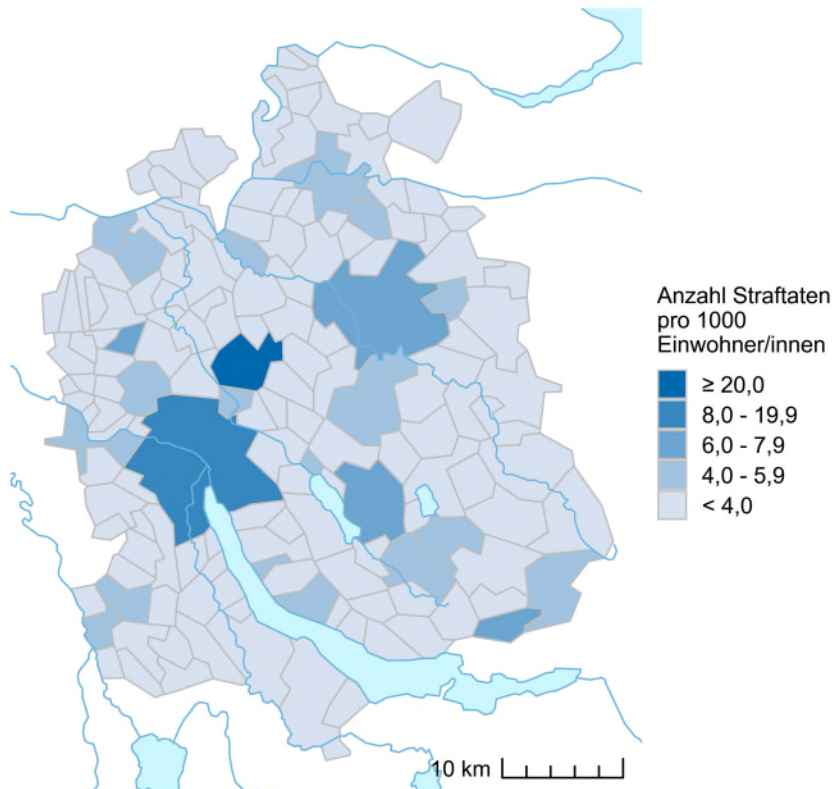 Anzahl Straftaten
pro 1000
Einwohner/innen
≥ 20,0
8,0 - 19,9
6,0 - 7,9
4,0 - 5,9
< 4,0
10 km